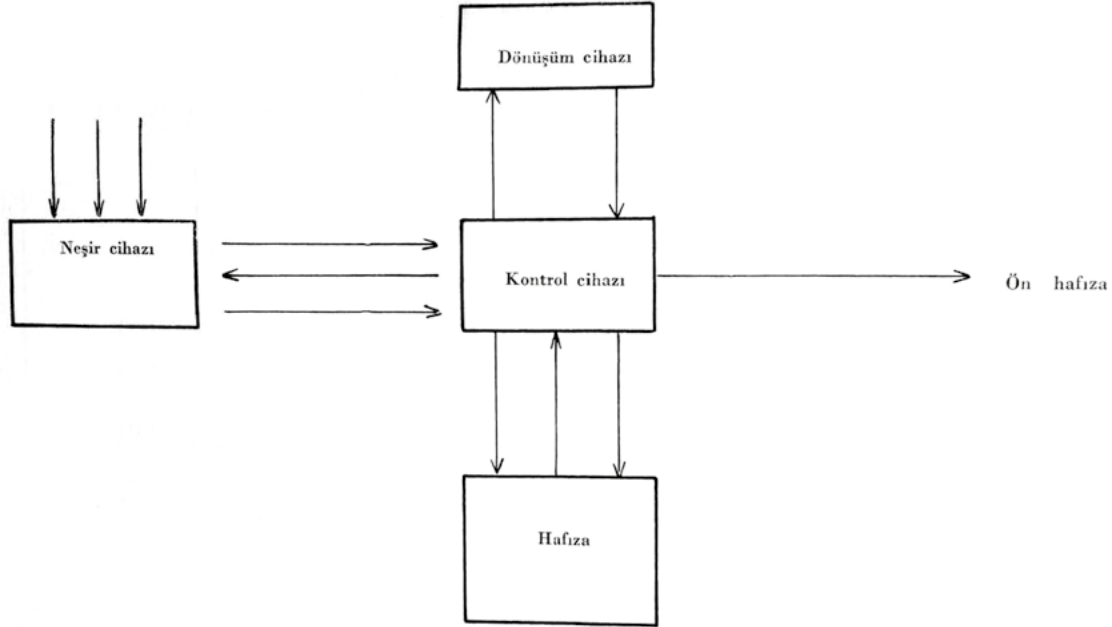 Dönüşüm cihazı
Neşir cihazı
Kontrol cihazı
Ön hafıza
Hafıza